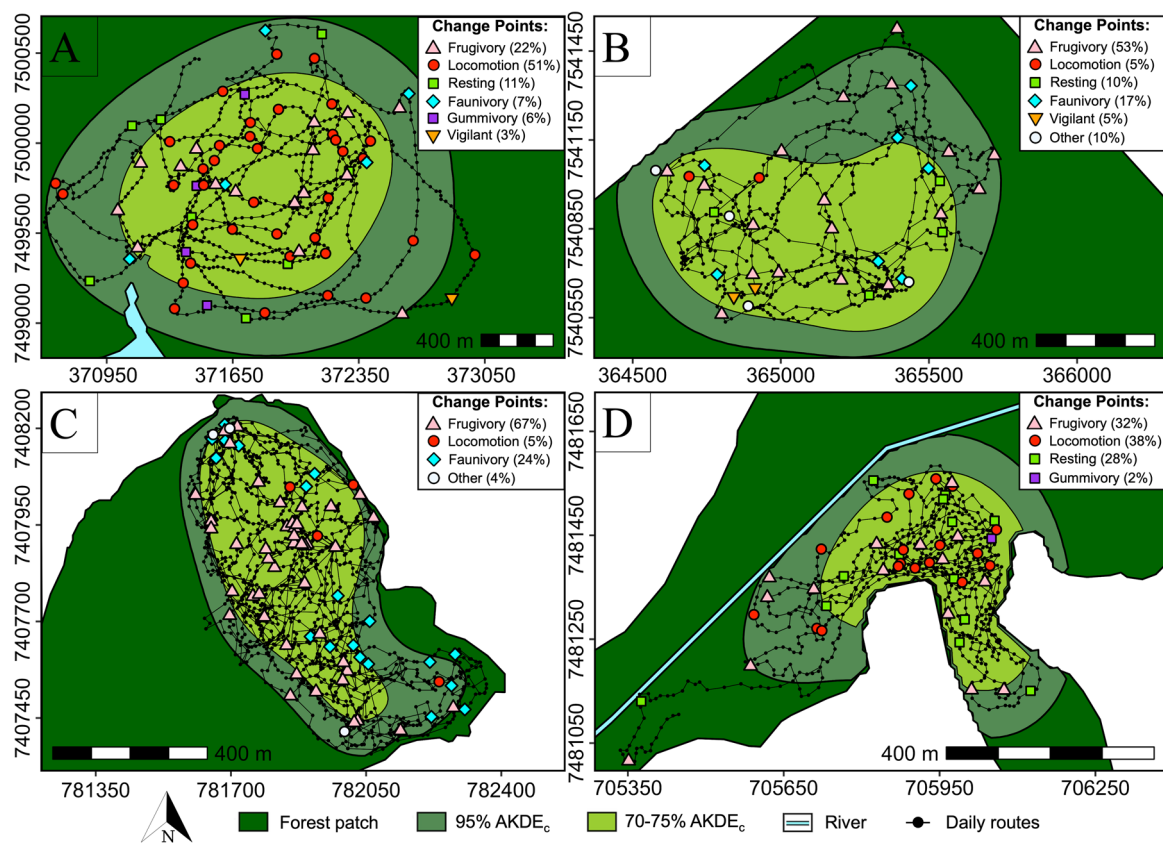 A
Change Points:
Frugivory (22%)
Locomotion (51%)
Resting (11%)
Faunivory (7%)
Gummivory (6%)
Vigilant (3%)
7500500
7500000
7499500
7499000
400 m
370950 371650 372350 373050
B
Change Points:
Frugivory (53%)
Locomotion (5%)
Resting (10%)
Faunivory (17%)
Vigilant (5%)
Other (10%)
7541450
7541150
7540850
7540550
400 m
364500 365000 365500 366000
C
Change Points:
Frugivory (67%)
Locomotion (5%)
Faunivory (24%)
Other (4%)
7408200
7407950
7407700
7407450
400 m
781350 781700 782050 782400
D
Change Points:
Frugivory (32%)
Locomotion (38%)
Resting (28%)
Gummivory (2%)
7481650
7481450
7481250
7481050
400 m
705350 705650 705950 706250
N
Forest patch 95% AKDEc 70-75% AKDEc River Daily routes